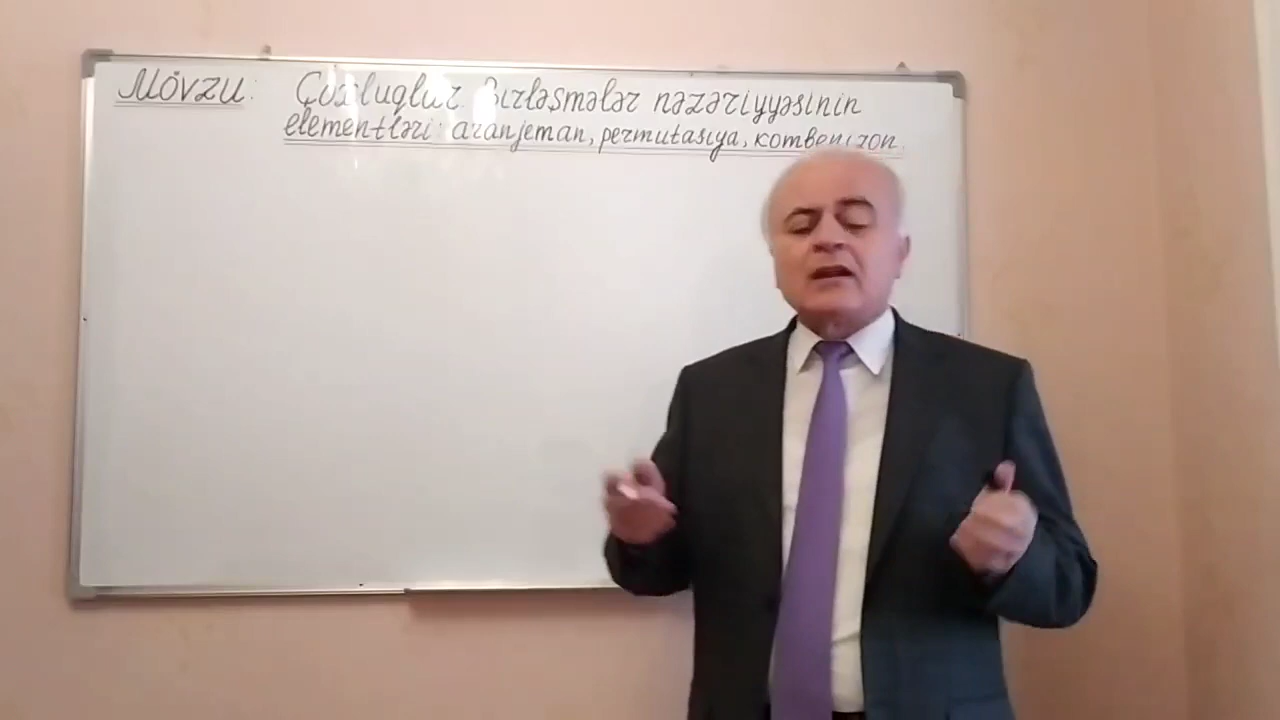 Mövzu: Çoxluqlar. Birləşmələr nəzəriyyəsinin
elementləri: aranjeman, permutasiya, kombenizon.